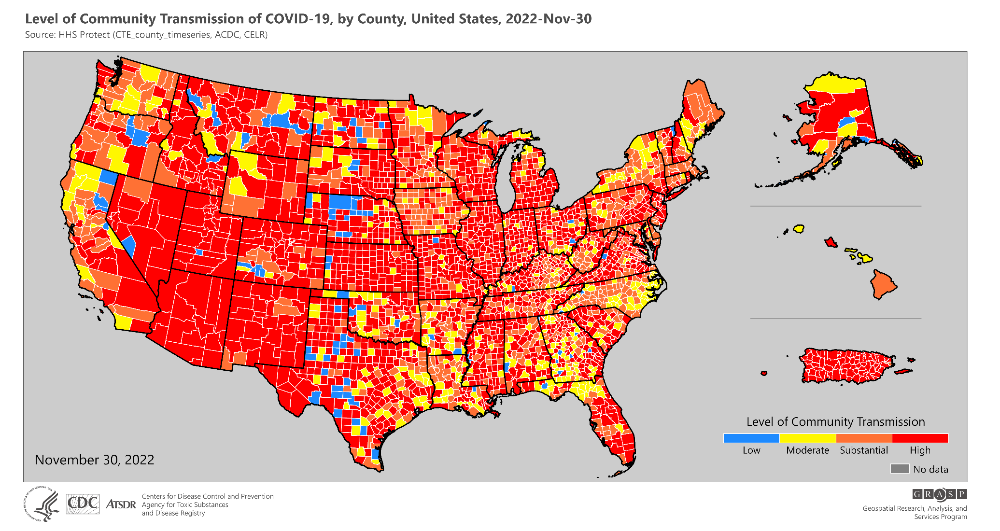 Level of Community Transmission of COVID-19, by County, United States, 2022-Nov-30
Source: HHS Protect (CTE_county_timeseries, ACDC, CELR)
Level of Community Transmission
Low Moderate Substantial High
No data
November 30, 2022
CDC
ATSDR
Centers for Disease Control and Prevention
Agency for Toxic Substances
and Disease Registry
GRASP
Geospatial Research, Analysis, and
Services Program